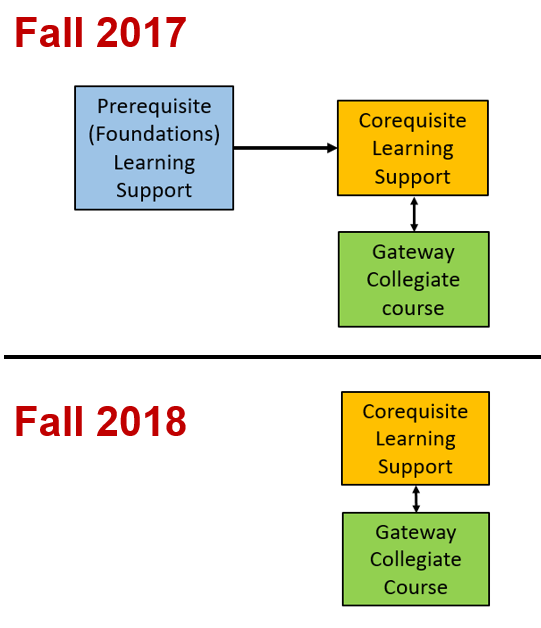 Fall 2017
Prerequisite
(Foundations)
Learning
Support
Corequisite
Learning
Support
Gateway
Collegiate
course
Fall 2018
Corequisite
Learning
Support
Gateway
Collegiate
Course